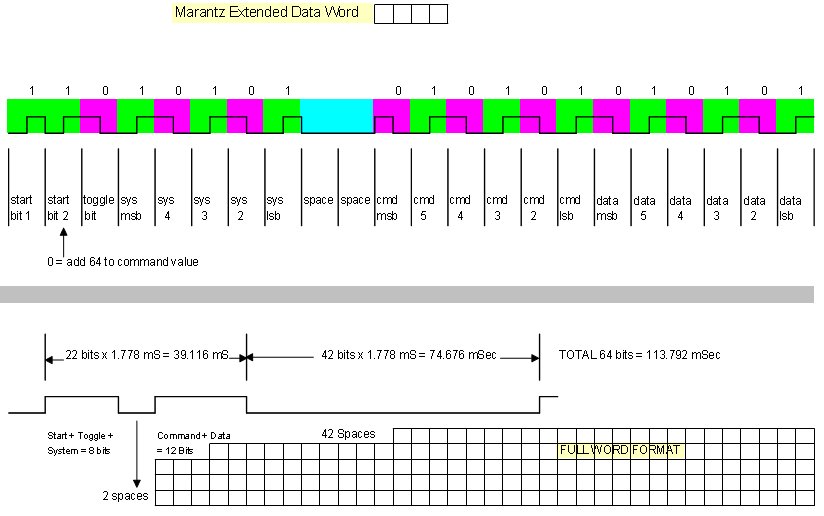 Marantz Extended Data Word
1 1 0 1 0 1 0 1 0 1 0 1 0 1 0 1 0 1 0 1
start bit 1
start bit 2
toggle bit
sys msb
sys 4
sys 3
sys 2
sys lsb
space
space
cmd msb
cmd 5
cmd 4
cmd 3
cmd 2
cmd lsb
data msb
data 5
data 4
data 3
data 2
data lsb
0 = add 64 to command value
22 bits x 1.778 mS = 39.116 mS
42 bits x 1.778 mS = 74.676 mSec
TOTAL 64 bits = 113.792 mSec
Start + Toggle +
System = 8 bits
Command + Data
= 12 Bits
42 Spaces
FULL WORD FORMAT
2 spaces